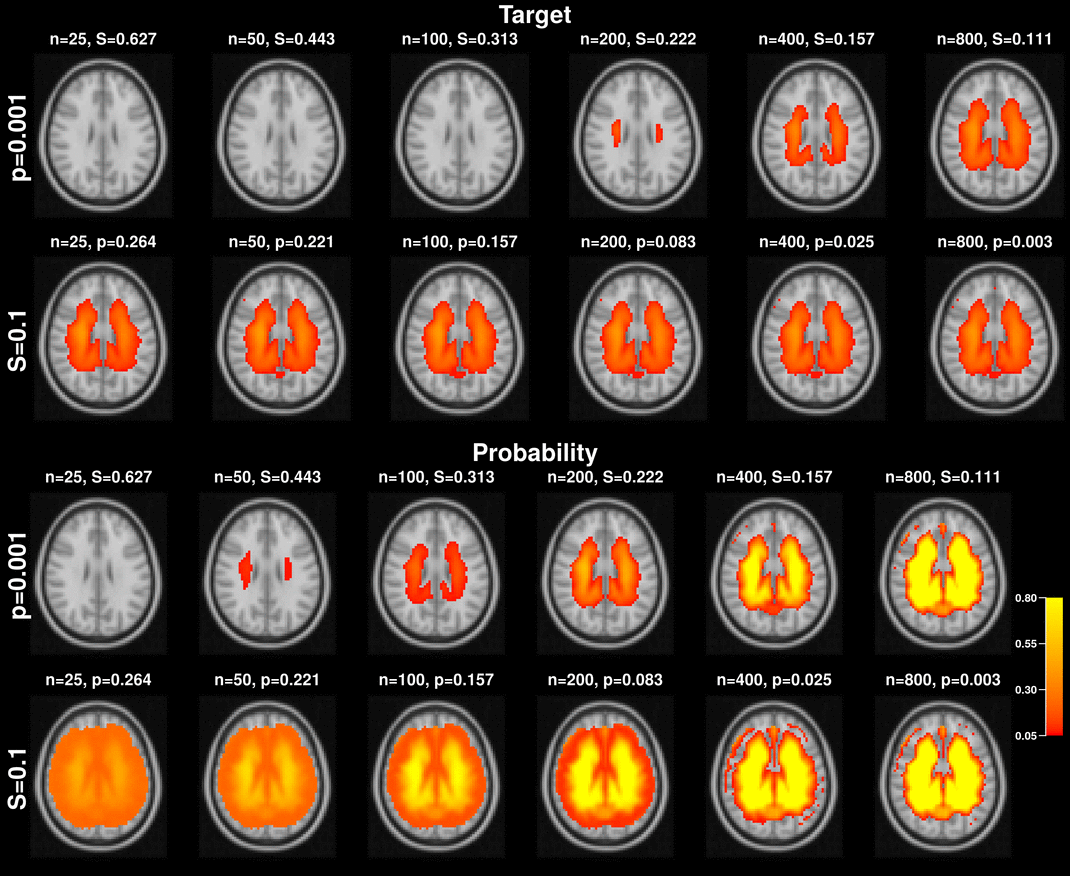 Target
n=25, S=0.627 n=50, S=0.443 n=100, S=0.313 n=200, S=0.222 n=400, S=0.157 n=800, S=0.111
p=0.001
n=25, p=0.264 n=50, p=0.221 n=100, p=0.157 n=200, p=0.083 n=400, p=0.025 n=800, p=0.003
S=0.1
Probability
n=25, S=0.627 n=50, S=0.443 n=100, S=0.313 n=200, S=0.222 n=400, S=0.157 n=800, S=0.111
p=0.001
0.80
0.55
0.30
0.05
n=25, p=0.264 n=50, p=0.221 n=100, p=0.157 n=200, p=0.083 n=400, p=0.025 n=800, p=0.003
S=0.1